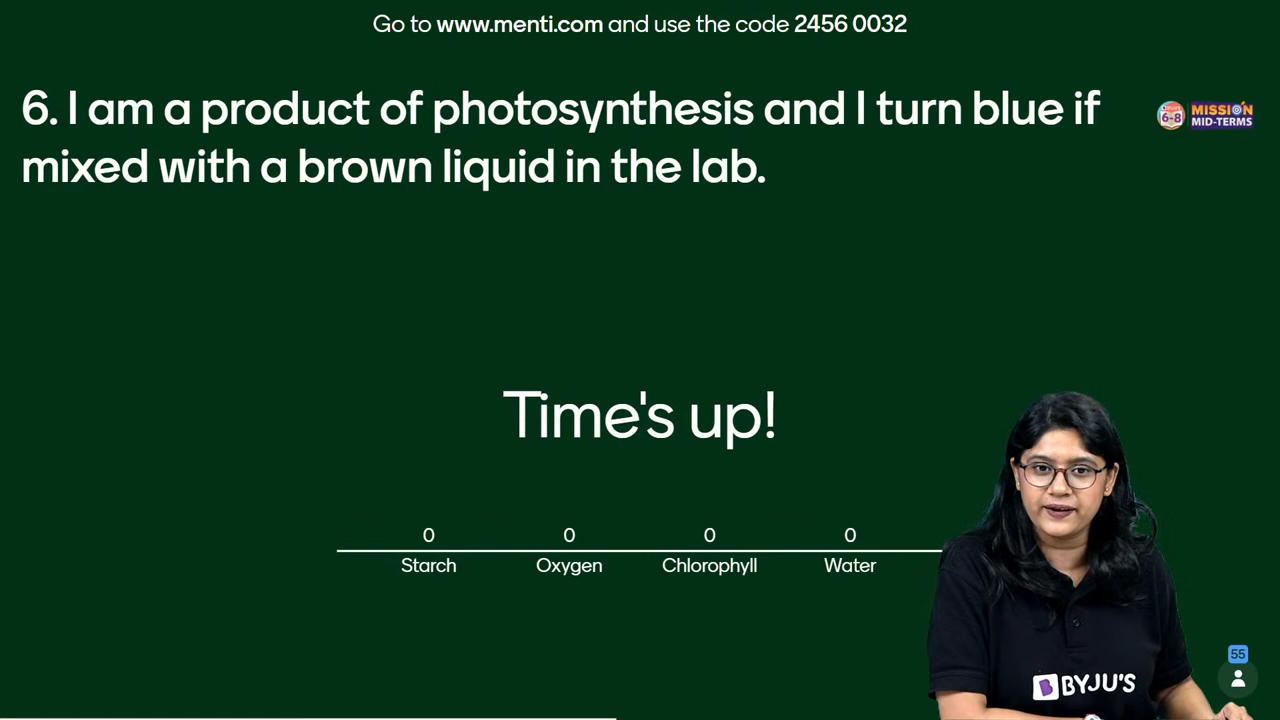 Go to www.menti.com and use the code 2456 0032
6. I am a product of photosynthesis and I turn blue if
mixed with a brown liquid in the lab.
6-8
MISSION
MID-TERMS
Time's up!
0 0 0 0
Starch Oxygen Chlorophyll Water
55
BYJU'S